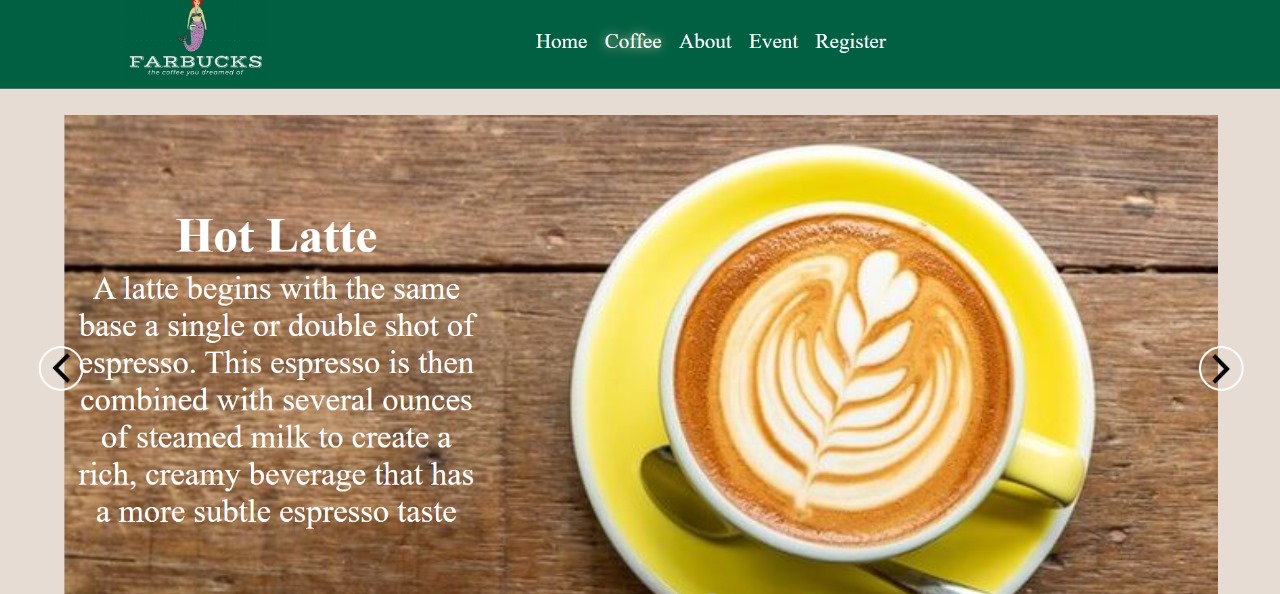 FARBUCKS
the coffee you dreamed of
Home Coffee About Event Register
Hot Latte
A latte begins with the same
base a single or double shot of
espresso. This espresso is then
combined with several ounces
of steamed milk to create a
rich, creamy beverage that has
a more subtle espresso taste